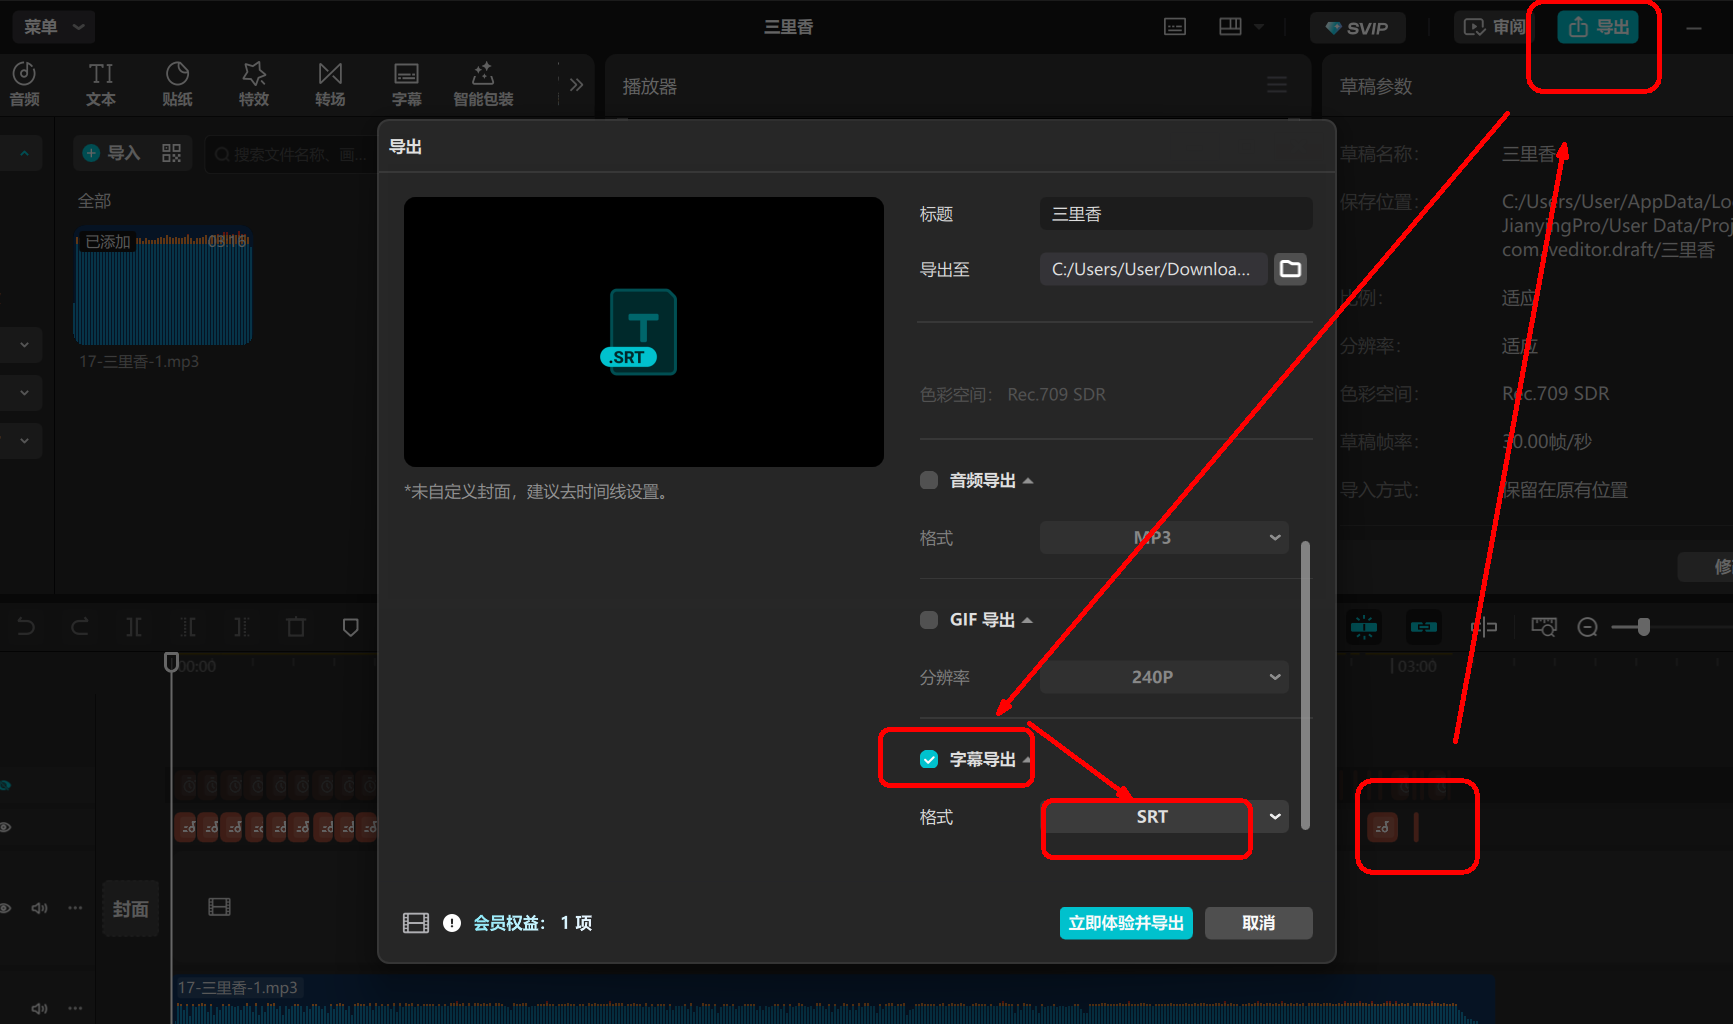 菜单
三里香
SVIP
审阅
导出
音频
文本
贴纸
特效
转场
字幕
智能包装
播放器
草稿参数
导入
搜索文件名称、画...
全部
已添加
03:16
17-三里香-1.mp3
导出
标题
三里香
导出至
C:/Users/User/Downloa...
色彩空间： Rec.709 SDR
音频导出
格式
MP3
GIF 导出
分辨率
240P
字幕导出
格式
SRT
.SRT
T
*未自定义封面，建议去时间线设置。
会员权益： 1 项
立即体验并导出
取消
草稿名称：
三里香
保存位置：
C:/Users/User/AppData/Lo
JianyingPro/User Data/Proj
com.lveditor.draft/三里香
比例：
适应
分辨率：
适应
色彩空间：
Rec.709 SDR
草稿帧率：
30.00帧/秒
导入方式：
保留在原有位置
修
00:00
03:00
封面
17-三里香-1.mp3